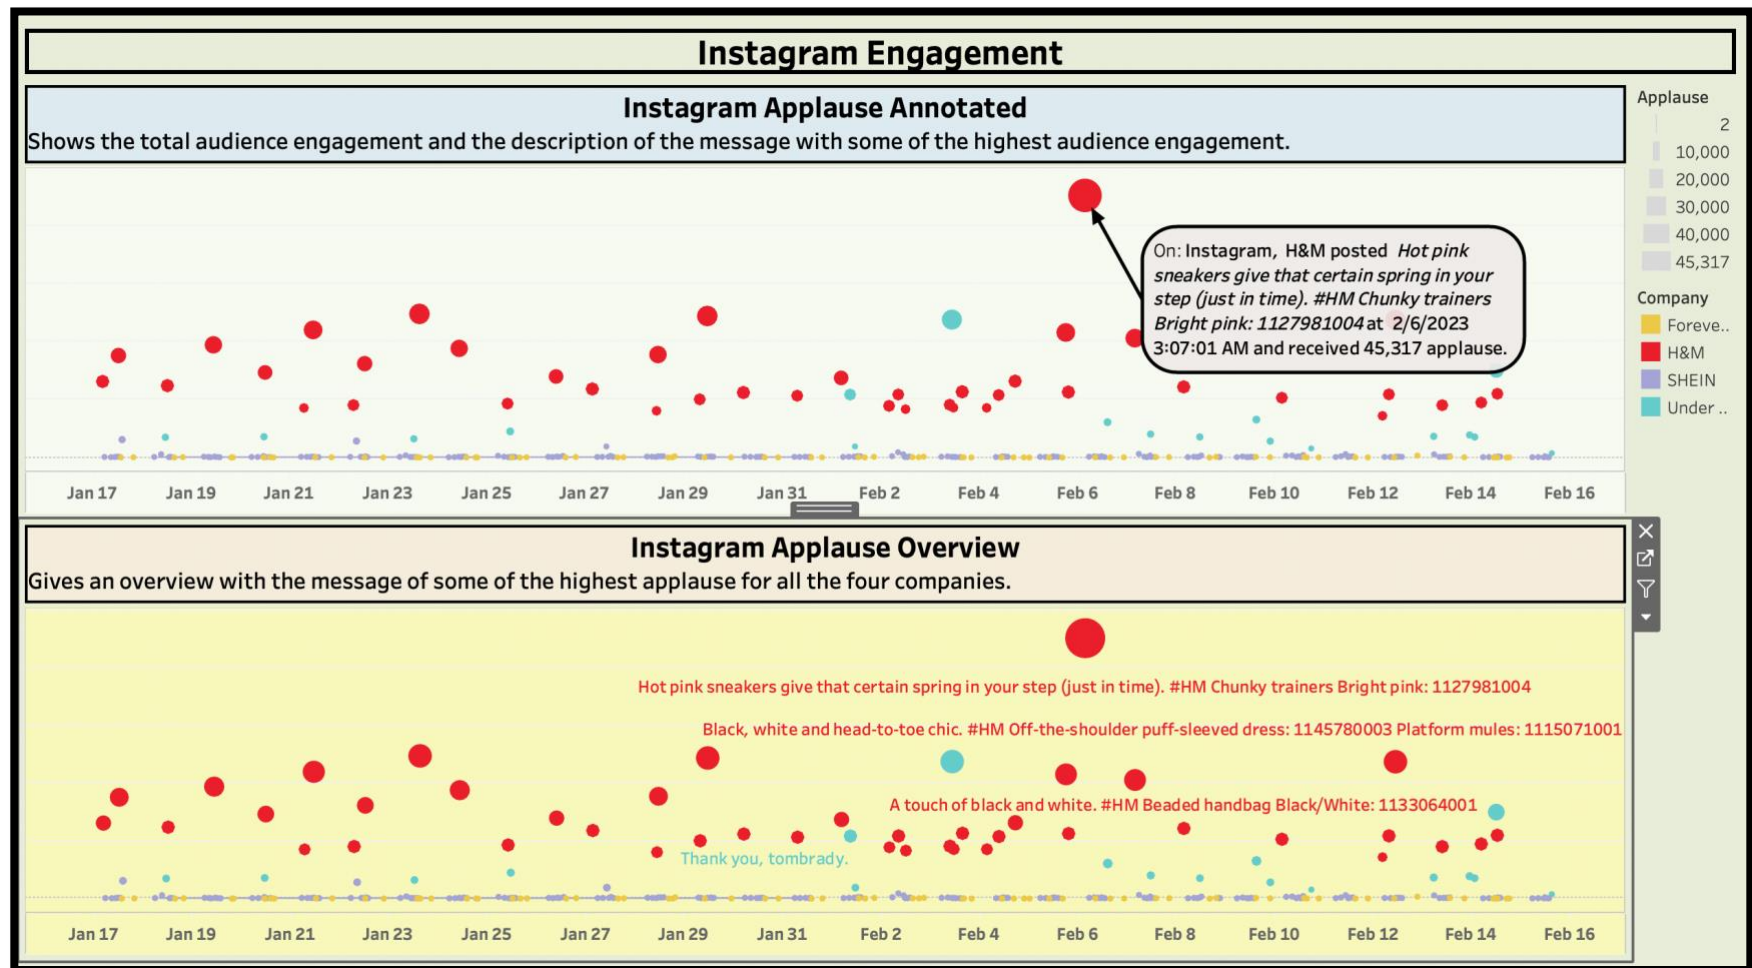 Instagram Engagement
Instagram Applause Annotated
Shows the total audience engagement and the description of the message with some of the highest audience engagement.
Applause
2
10,000
20,000
30,000
40,000
45,317
Company
Foreve..
H&M
SHEIN
Under ..
On: Instagram, H&M posted Hot pink
sneakers give that certain spring in your
step (just in time). #HM Chunky trainers
Bright pink: 1127981004 at 2/6/2023
3:07:01 AM and received 45,317 applause.
Jan 17 Jan 19 Jan 21 Jan 23 Jan 25 Jan 27 Jan 29 Jan 31 Feb 2 Feb 4 Feb 6 Feb 8 Feb 10 Feb 12 Feb 14 Feb 16
Instagram Applause Overview
Gives an overview with the message of some of the highest applause for all the four companies.
Hot pink sneakers give that certain spring in your step (just in time). #HM Chunky trainers Bright pink: 1127981004
Black, white and head-to-toe chic. #HM Off-the-shoulder puff-sleeved dress: 1145780003 Platform mules: 1115071001
A touch of black and white. #HM Beaded handbag Black/White: 1133064001
Thank you, tombrady.
Jan 17 Jan 19 Jan 21 Jan 23 Jan 25 Jan 27 Jan 29 Jan 31 Feb 2 Feb 4 Feb 6 Feb 8 Feb 10 Feb 12 Feb 14 Feb 16